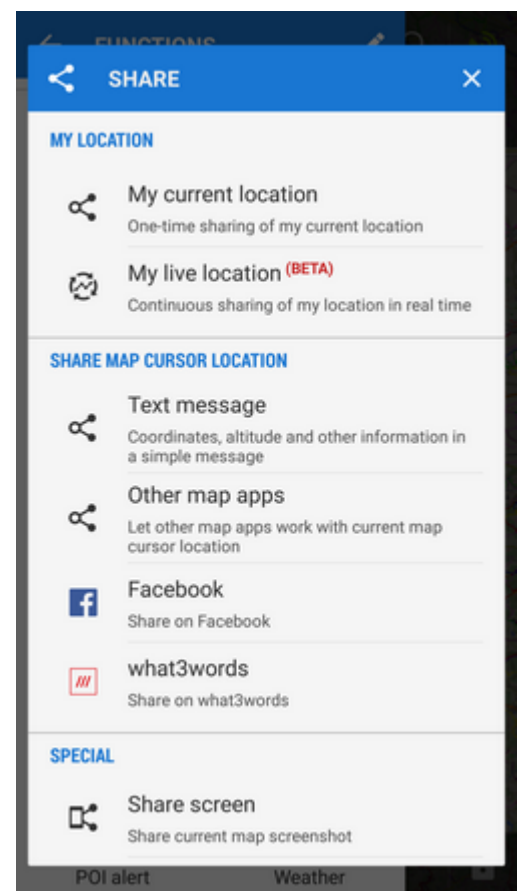 FUNCTIONS
SHARE
MY LOCATION
My current location
One-time sharing of my current location
My live location (BETA)
Continuous sharing of my location in real time
SHARE MAP CURSOR LOCATION
Text message
Coordinates, altitude and other information in
a simple message
Other map apps
Let other map apps work with current map
cursor location
Facebook
Share on Facebook
what3words
Share on what3words
SPECIAL
Share screen
Share current map screenshot
POI alert
Weather